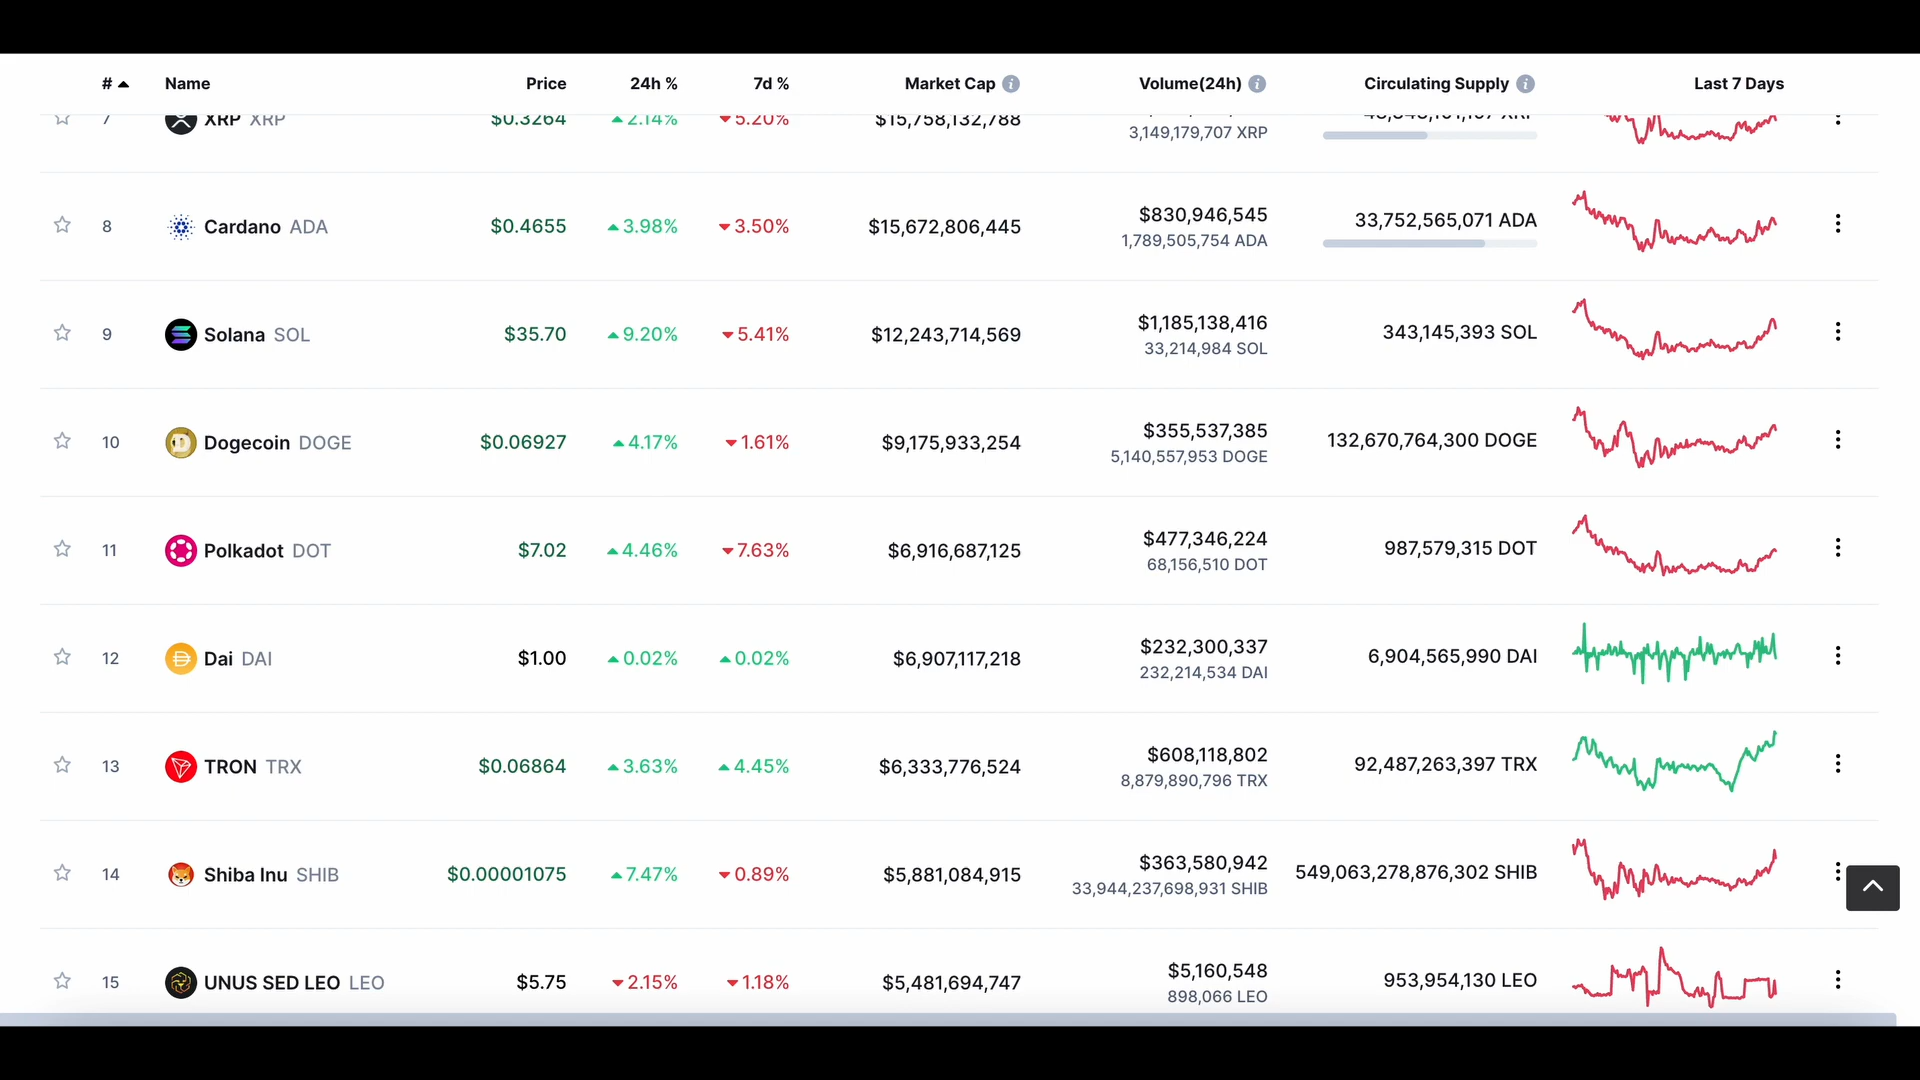 # Name Price 24h % 7d % Market Cap Volume(24h) Circulating Supply Last 7 Days
7 XRP XRP $0.3264 2.14% 5.20% $15,758,132,788
3,149,179,707 XRP
8 Cardano ADA $0.4655 3.98% 3.50% $15,672,806,445 $830,946,545 33,752,565,071 ADA
1,789,505,754 ADA
9 Solana SOL $35.70 9.20% 5.41% $12,243,714,569 $1,185,138,416 343,145,393 SOL
33,214,984 SOL
10 Dogecoin DOGE $0.06927 4.17% 1.61% $9,175,933,254 $355,537,385 132,670,764,300 DOGE
5,140,557,953 DOGE
11 Polkadot DOT $7.02 4.46% 7.63% $6,916,687,125 $477,346,224 987,579,315 DOT
68,156,510 DOT
12 Dai DAI $1.00 0.02% 0.02% $6,907,117,218 $232,300,337 6,904,565,990 DAI
232,214,534 DAI
13 TRON TRX $0.06864 3.63% 4.45% $6,333,776,524 $608,118,802 92,487,263,397 TRX
8,879,890,796 TRX
14 Shiba Inu SHIB $0.00001075 7.47% 0.89% $5,881,084,915 $363,580,942 549,063,278,876,302 SHIB
33,944,237,698,931 SHIB
15 UNUS SED LEO LEO $5.75 2.15% 1.18% $5,481,694,747 $5,160,548 953,954,130 LEO
898,066 LEO